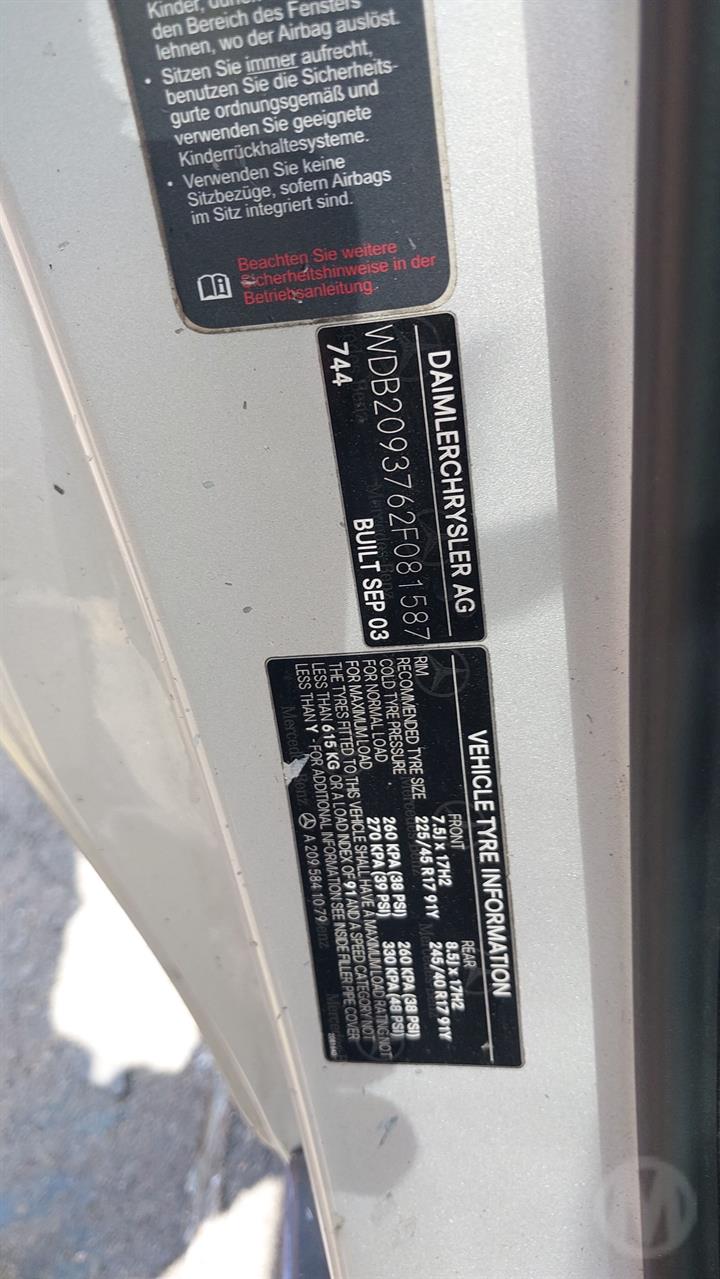 Kinder,
den Bereich des Fensters
lehnen, wo der Airbag auslöst.
• Sitzen Sie immer aufrecht,
benutzen Sie die Sicherheits-
gurte ordnungsgemäß und
verwenden Sie geeignete
Kinderrückhaltesysteme.
• Verwenden Sie keine
Sitzbezüge, sofern Airbags
im Sitz integriert sind.
Beachten Sie weitere
Sicherheitshinweise in der
Betriebsanleitung.
DAIMLERCHRYSLER AG
WDB2093762F081587
744 BUILT SEP 03
VEHICLE TYRE INFORMATION
FRONT REAR
RIM 7.5J x 17H2 8.5J x 17H2
RECOMMENDED TYRE SIZE 225/45 R17 91Y 245/40 R17 91Y
COLD TYRE PRESSURE
FOR NORMAL LOAD 260 KPA (38 PSI) 260 KPA (38 PSI)
FOR MAXIMUM LOAD 270 KPA (39 PSI) 330 KPA (48 PSI)
THE TYRES FITTED TO THIS VEHICLE SHALL HAVE A MAXIMUM LOAD RATING NOT
LESS THAN 615 KG OR A LOAD INDEX OF 91 AND A SPEED CATEGORY NOT
LESS THAN Y - FOR ADDITIONAL INFORMATION SEE INSIDE FILLER PIPE COVER
A 209 584 10 79
M